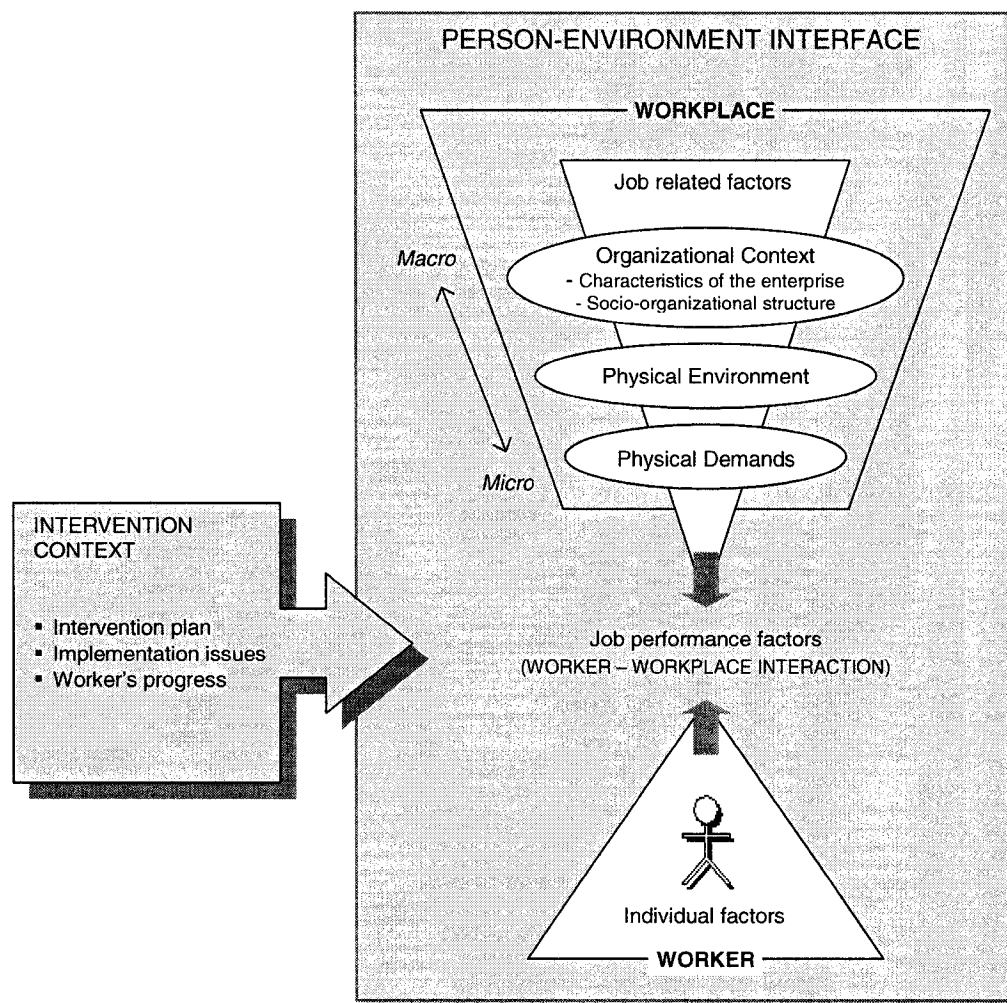 PERSON-ENVIRONMENT INTERFACE
WORKPLACE
Job related factors
Organizational Context
- Characteristics of the enterprise
- Socio-organizational structure
Macro
Physical Environment
Physical Demands
Micro
INTERVENTION
CONTEXT
▪ Intervention plan
▪ Implementation issues
▪ Worker's progress
Job performance factors
(WORKER – WORKPLACE INTERACTION)
Individual factors
WORKER